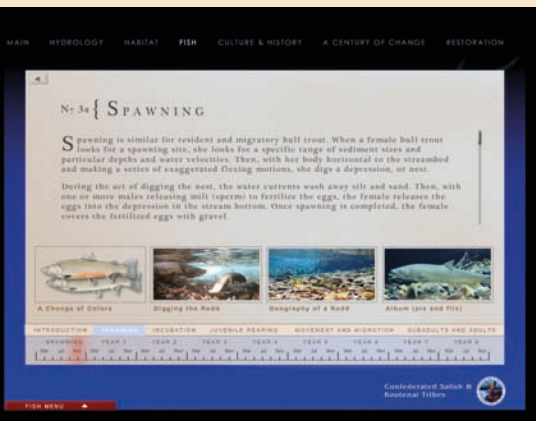 MAIN HYDROLOGY HABITAT FISH CULTURE & HISTORY A CENTURY OF CHANGE RESTORATION
Nº 3a { SPAWNING
Spawning is similar for resident and migratory bull trout. When a female bull trout
looks for a spawning site, she looks for a specific range of sediment sizes and
particular depths and water velocities. Then, with her body horizontal to the streambed
and making a series of exaggerated flexing motions, she digs a depression, or nest.
During the act of digging the nest, the water currents wash away silt and sand. Then, with
one or more males releasing milt (sperm) to fertilize the eggs, the female releases the
eggs into the depression in the stream bottom. Once spawning is completed, the female
covers the fertilized eggs with gravel.
A Change of Colors Digging the Redd Geography of a Redd Album (pix and flix)
INTRODUCTION SPAWNING INCUBATION JUVENILE REARING MOVEMENT AND MIGRATION SUBADULTS AND ADULTS
SPAWNING YEAR 1 YEAR 2 YEAR 3 YEAR 4 YEAR 5 YEAR 6 YEAR 7 YEAR 8
Confederated Salish &
Kootenai Tribes
FISH MENU